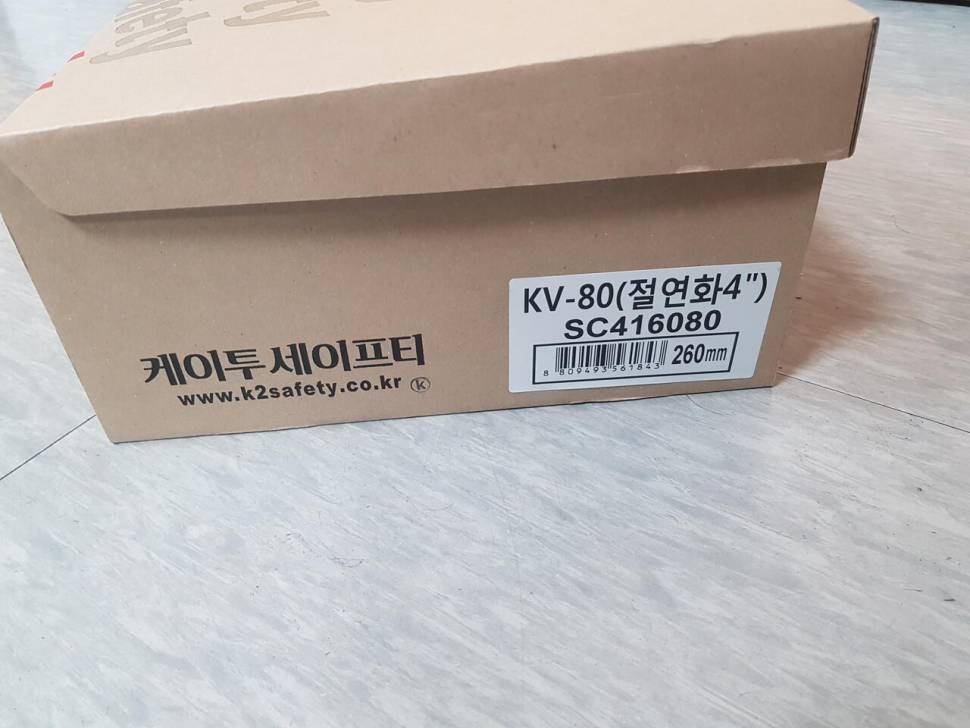 KV-80(절연화4")
SC416080
8 809493 561843
260mm
케이투 세이프티
www.k2safety.co.kr
K